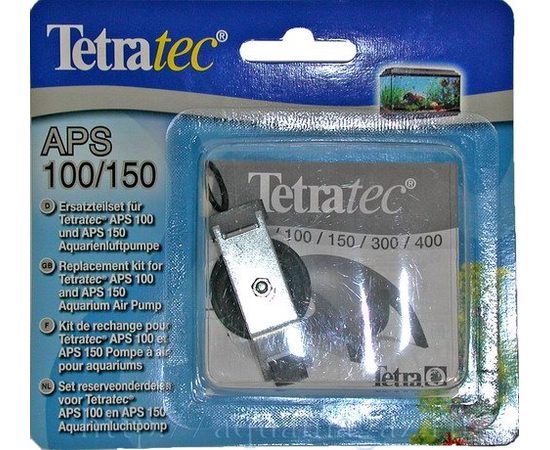 Tetratec®
APS
100/150
D Ersatzteilset für
Tetratec® APS 100
und APS 150
Aquarienluftpumpe
GB Replacement kit for
Tetratec® APS 100
and APS 150
Aquarium Air Pump
F Kit de rechange pour
Tetratec® APS 100 et
APS 150 Pompe à air
pour aquariums
NL Set reserveonderdelen
voor Tetratec®
APS 100 en APS 150
Aquariumluchtpomp
Tetratec®
/ 100 / 150 / 300 / 400
Tetra